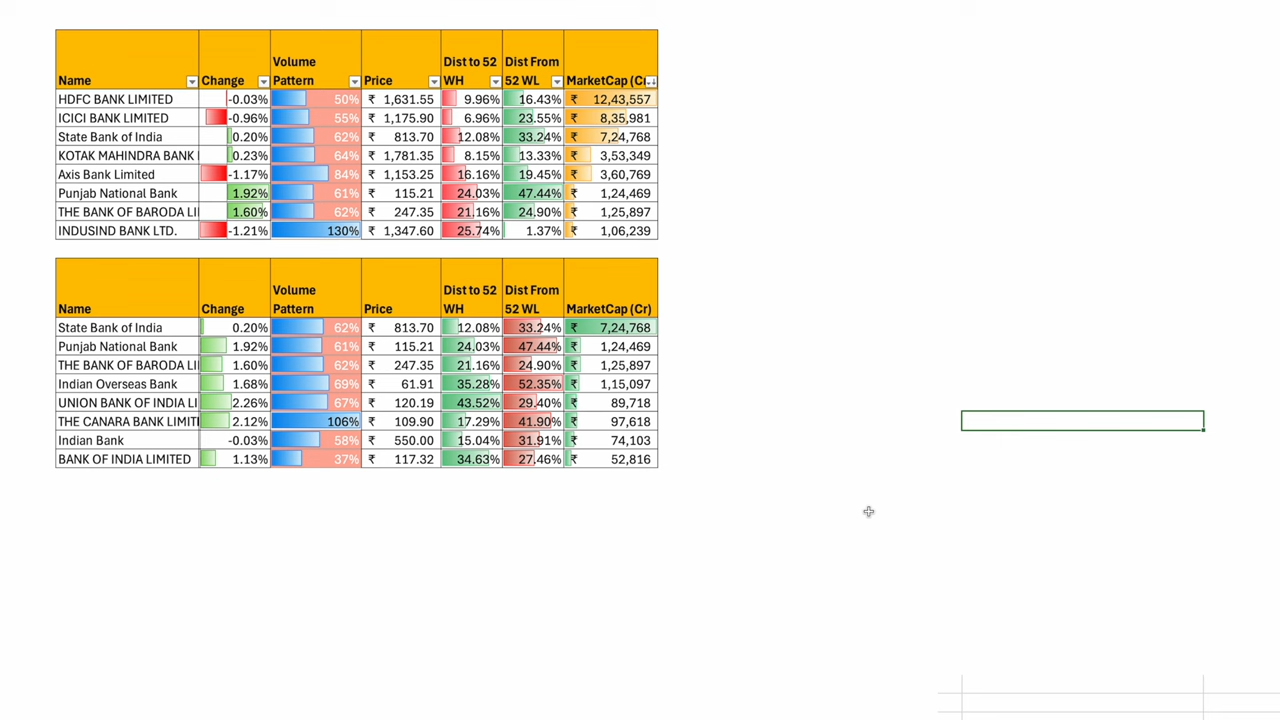 Name Change Volume Pattern Price Dist to 52 WH Dist From 52 WL MarketCap (Cr
HDFC BANK LIMITED -0.03% 50% ₹ 1,631.55 9.96% 16.43% ₹ 12,43,557
ICICI BANK LIMITED -0.96% 55% ₹ 1,175.90 6.96% 23.55% ₹ 8,35,981
State Bank of India 0.20% 62% ₹ 813.70 12.08% 33.24% ₹ 7,24,768
KOTAK MAHINDRA BANK 0.23% 64% ₹ 1,781.35 8.15% 13.33% ₹ 3,53,349
Axis Bank Limited -1.17% 84% ₹ 1,153.25 16.16% 19.45% ₹ 3,60,769
Punjab National Bank 1.92% 61% ₹ 115.21 24.03% 47.44% ₹ 1,24,469
THE BANK OF BARODA LI 1.60% 62% ₹ 247.35 21.16% 24.90% ₹ 1,25,897
INDUSIND BANK LTD. -1.21% 130% ₹ 1,347.60 25.74% 1.37% ₹ 1,06,239
Name Change Volume Pattern Price Dist to 52 WH Dist From 52 WL MarketCap (Cr)
State Bank of India 0.20% 62% ₹ 813.70 12.08% 33.24% ₹ 7,24,768
Punjab National Bank 1.92% 61% ₹ 115.21 24.03% 47.44% ₹ 1,24,469
THE BANK OF BARODA LI 1.60% 62% ₹ 247.35 21.16% 24.90% ₹ 1,25,897
Indian Overseas Bank 1.68% 69% ₹ 61.91 35.28% 52.35% ₹ 1,15,097
UNION BANK OF INDIA LI 2.26% 67% ₹ 120.19 43.52% 29.40% ₹ 89,718
THE CANARA BANK LIMIT 2.12% 106% ₹ 109.90 17.29% 41.90% ₹ 97,618
Indian Bank -0.03% 58% ₹ 550.00 15.04% 31.91% ₹ 74,103
BANK OF INDIA LIMITED 1.13% 37% ₹ 117.32 34.63% 27.46% ₹ 52,816